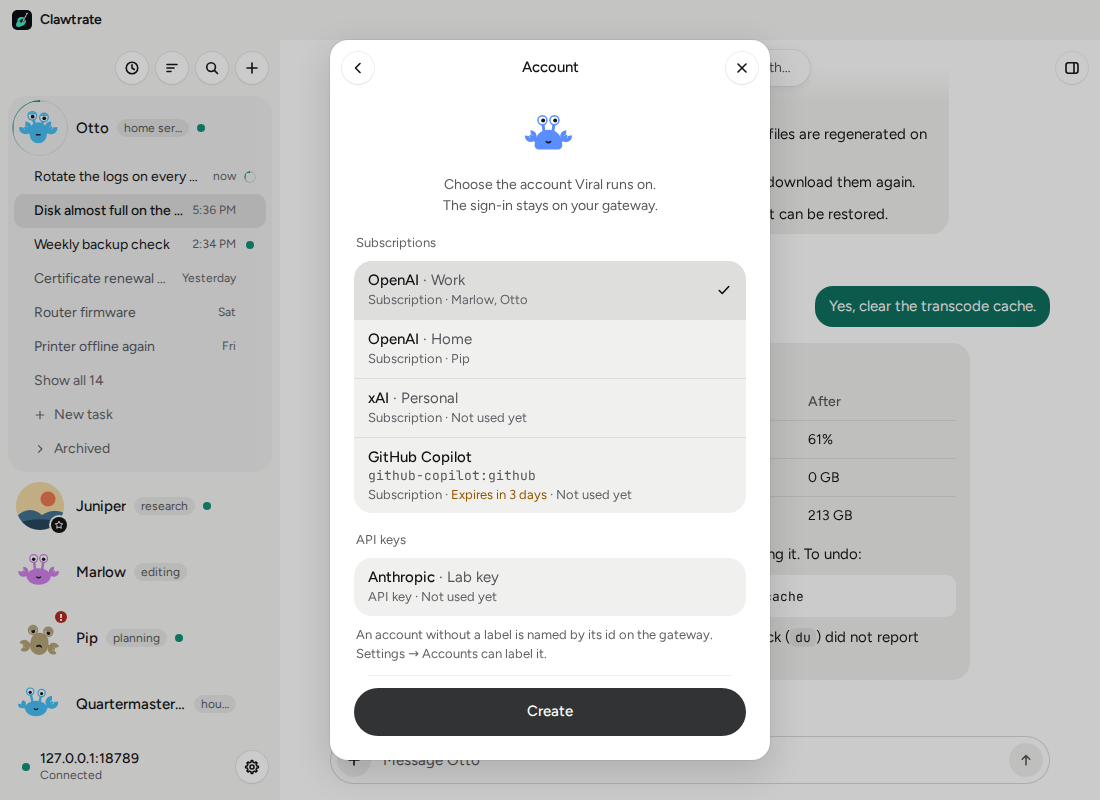 Clawtrate
Otto
home ser...
Rotate the logs on every ...
now
Disk almost full on the ...
5:36 PM
Weekly backup check
2:34 PM
Certificate renewal ...
Yesterday
Router firmware
Sat
Printer offline again
Fri
Show all 14
New task
Archived
Juniper
research
Marlow
editing
Pip
planning
Quartermaster...
hou...
127.0.0.1:18789
Connected
Account
Choose the account Viral runs on.
The sign-in stays on your gateway.
Subscriptions
OpenAI · Work
Subscription · Marlow, Otto
OpenAI · Home
Subscription · Pip
xAI · Personal
Subscription · Not used yet
GitHub Copilot
github-copilot:github
Subscription · Expires in 3 days · Not used yet
API keys
Anthropic · Lab key
API key · Not used yet
An account without a label is named by its id on the gateway.
Settings → Accounts can label it.
Create
th...
files are regenerated on
download them again.
t can be restored.
Yes, clear the transcode cache.
After
61%
0 GB
213 GB
ng it. To undo:
cache
ck ( du ) did not report
Message Otto